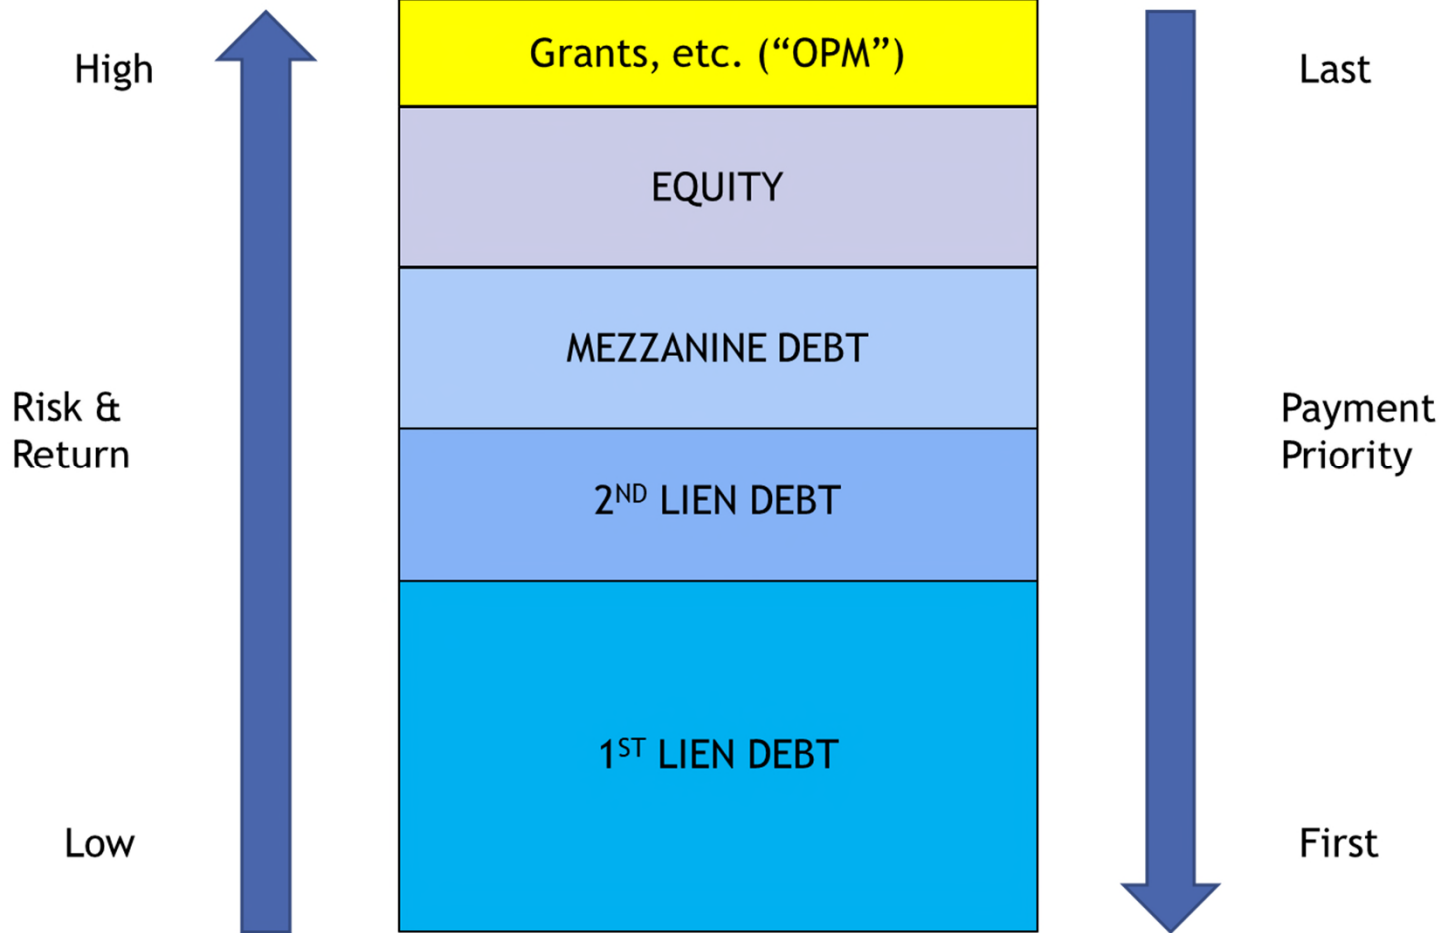 High
Grants, etc. (“OPM”)
Last
EQUITY
MEZZANINE DEBT
Risk &
Return
Payment
Priority
2ND LIEN DEBT
1ST LIEN DEBT
Low
First